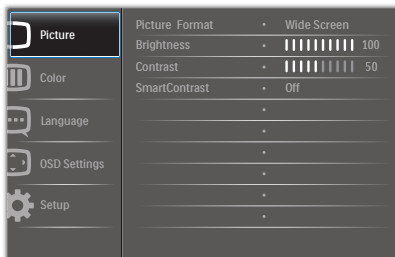 Picture
Color
Language
OSD Settings
Setup
Picture Format • Wide Screen
Brightness • 100
Contrast • 50
SmartContrast • Off
•
•
•
•
•
•